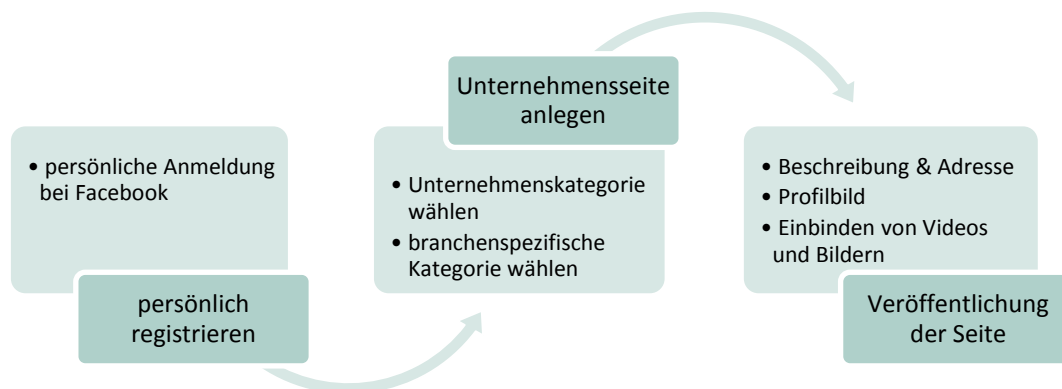 • persönliche Anmeldung
bei Facebook
persönlich
registrieren
Unternehmensseite
anlegen
• Unternehmenskategorie
wählen
• branchenspezifische
Kategorie wählen
• Beschreibung & Adresse
• Profilbild
• Einbinden von Videos
und Bildern
Veröffentlichung
der Seite